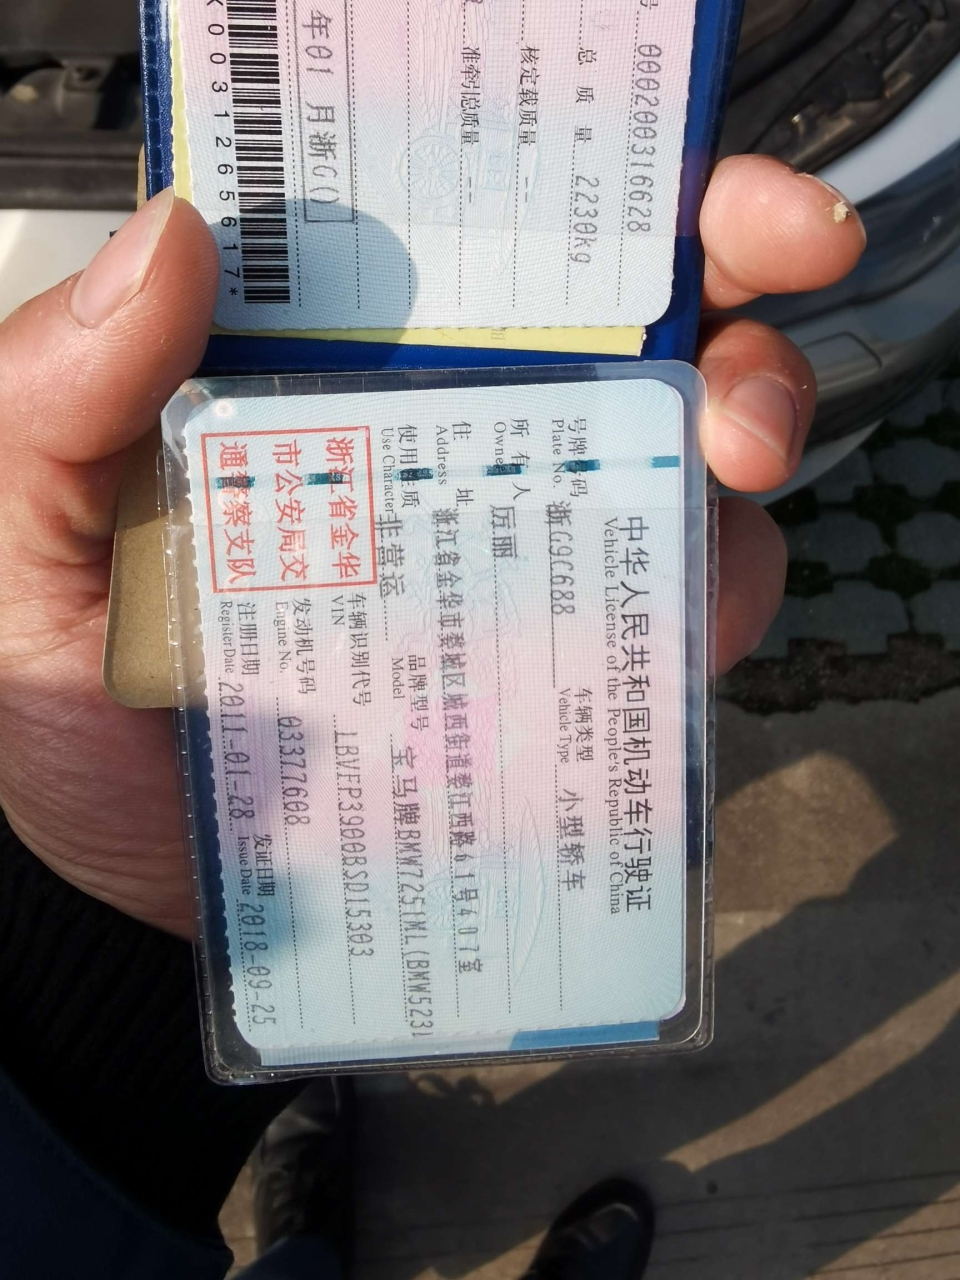 000200316628
总 质 量 2230kg
核定载质量 --
准牵引总质量 --
年01 月浙G()
003126561 7*
中华人民共和国机动车行驶证
Vehicle License of the People's Republic of China
号牌号码 浙G9C688 车辆类型 小型轿车
Plate No. Vehicle Type
所 有 人 厉丽
Owner
住 址 浙江省金华市婺城区城西街道婺江西路61号407室
Address
使用性质 非营运 品牌型号 宝马牌BMW7251ML(BMW523l
Use Character Model
浙江省金华
市公安局交
通警察支队
车辆识别代号 LBVFP3900BSD15303
VIN
发动机号码 03377608
Engine No.
注册日期 2011-01-28 发证日期 2018-09-25
Register Date Issue Date